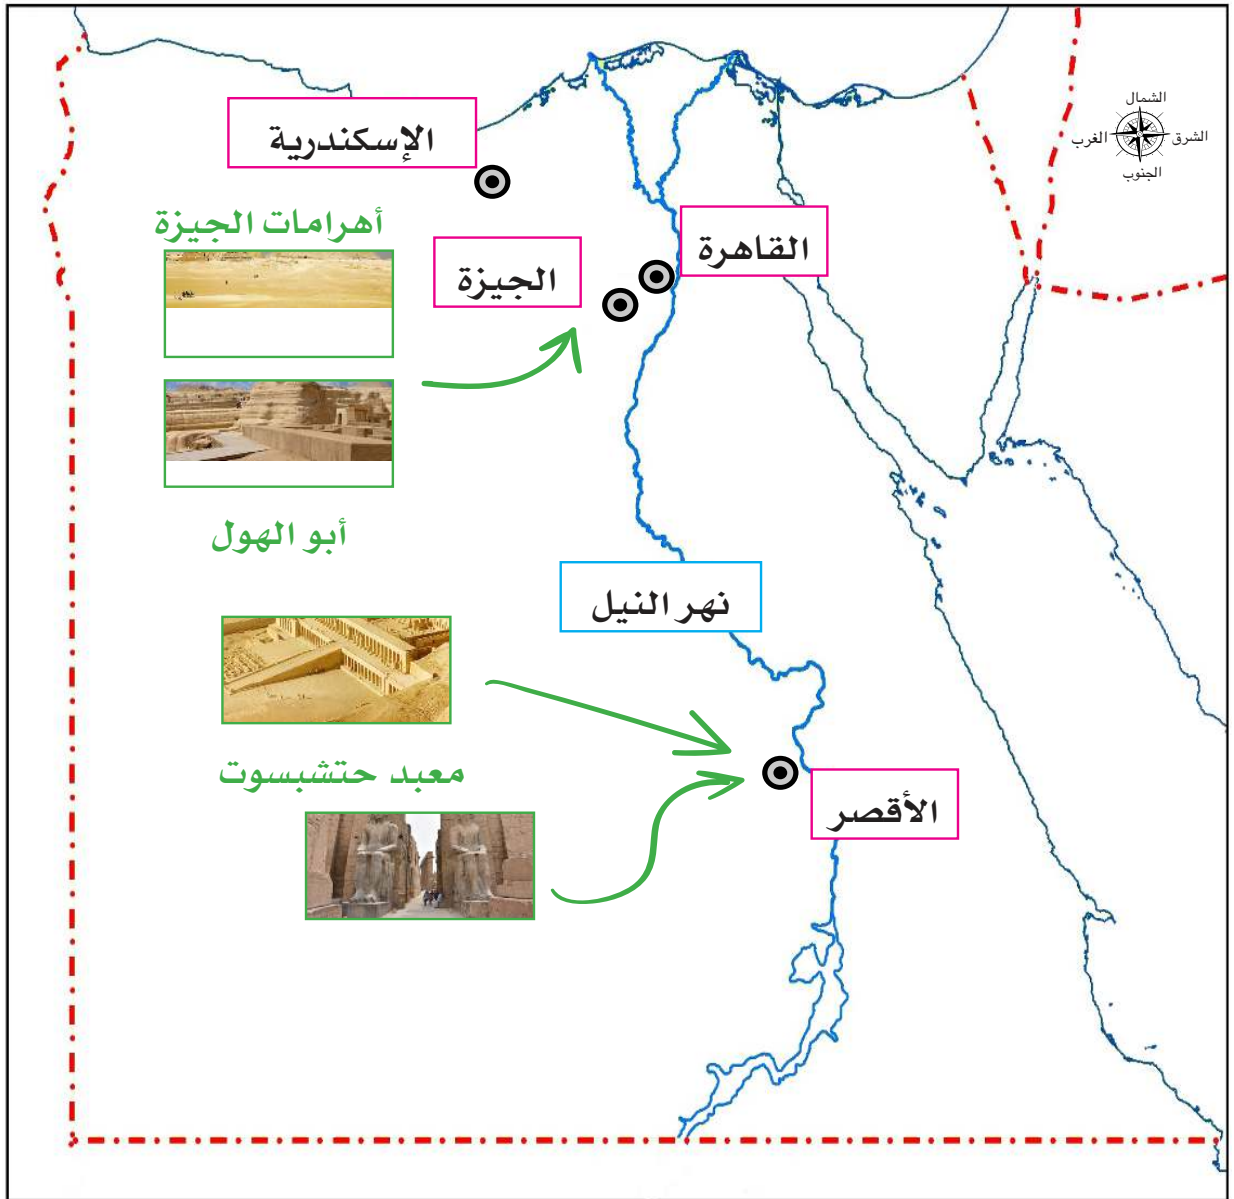 الشمال
الشرق
الغرب
الجنوب
الإسكندرية
أهرامات الجيزة
القاهرة
الجيزة
أبو الهول
نهر النيل
معبد حتشبسوت
الأقصر